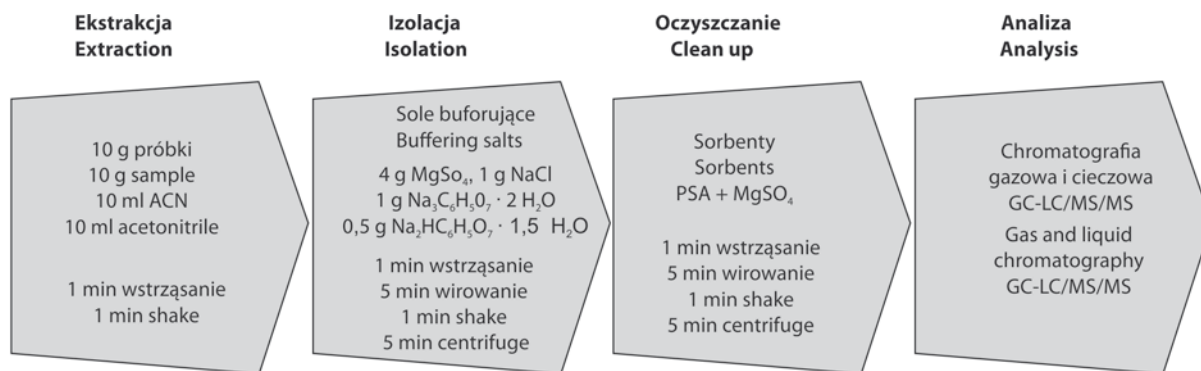 Ekstrakcja
Extraction
10 g próbki
10 g sample
10 ml ACN
10 ml acetonitrile
1 min wstrząsanie
1 min shake
Izolacja
Isolation
Sole buforujące
Buffering salts
4 g MgSo₄, 1 g NaCl
1 g Na₃C₆H₅0₇ · 2 H₂O
0,5 g Na₂HC₆H₅O₇ · 1,5 H₂O
1 min wstrząsanie
5 min wirowanie
1 min shake
5 min centrifuge
Oczyszczanie
Clean up
Sorbenty
Sorbents
PSA + MgSO₄
1 min wstrząsanie
5 min wirowanie
1 min shake
5 min centrifuge
Analiza
Analysis
Chromatografia
gazowa i cieczowa
GC-LC/MS/MS
Gas and liquid
chromatography
GC-LC/MS/MS